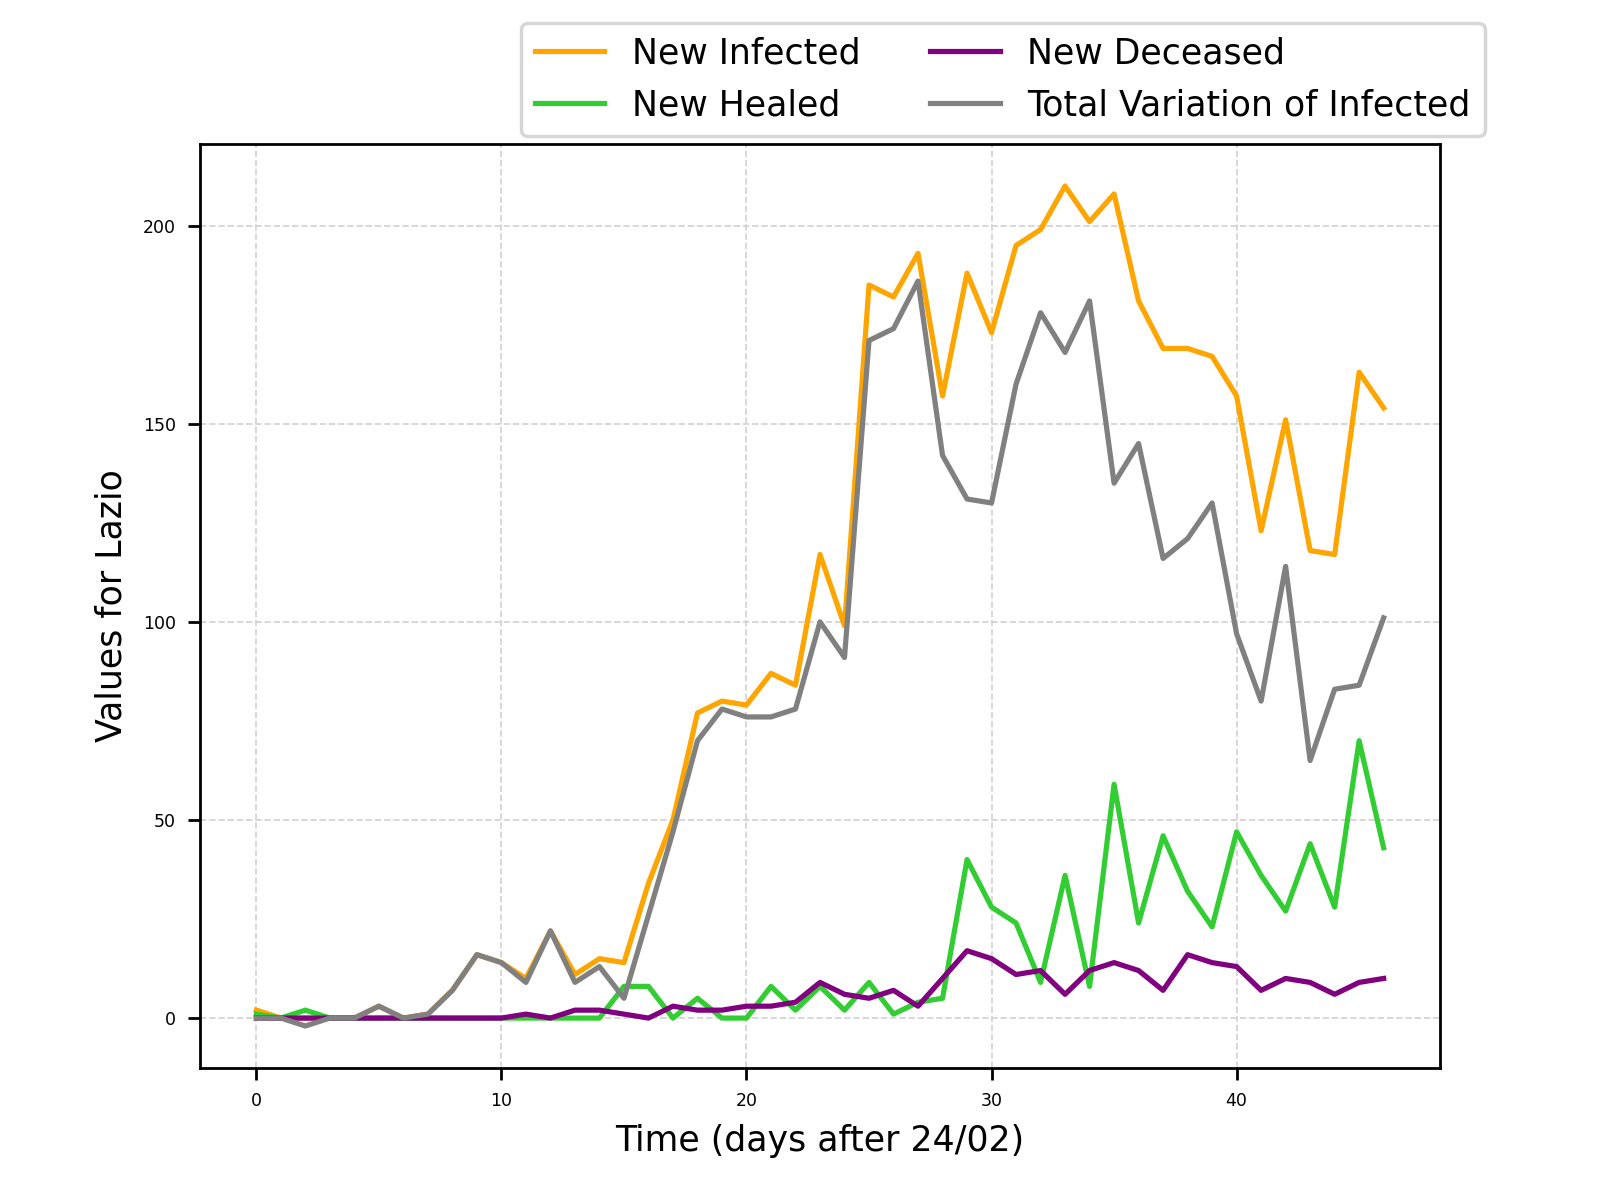 New Infected
New Healed
New Deceased
Total Variation of Infected
Values for Lazio
200
150
100
50
0
0 10 20 30 40
Time (days after 24/02)